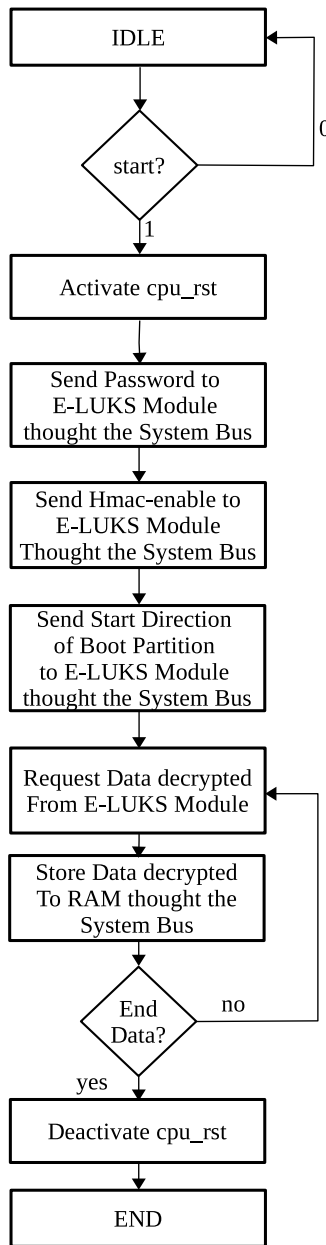 IDLE
0
start?
1
Activate cpu_rst
Send Password to
E-LUKS Module
thought the System Bus
Send Hmac-enable to
E-LUKS Module
Thought the System Bus
Send Start Direction
of Boot Partition
to E-LUKS Module
thought the System Bus
Request Data decrypted
From E-LUKS Module
Store Data decrypted
To RAM thought the
System Bus
End
Data?
no
yes
Deactivate cpu_rst
END